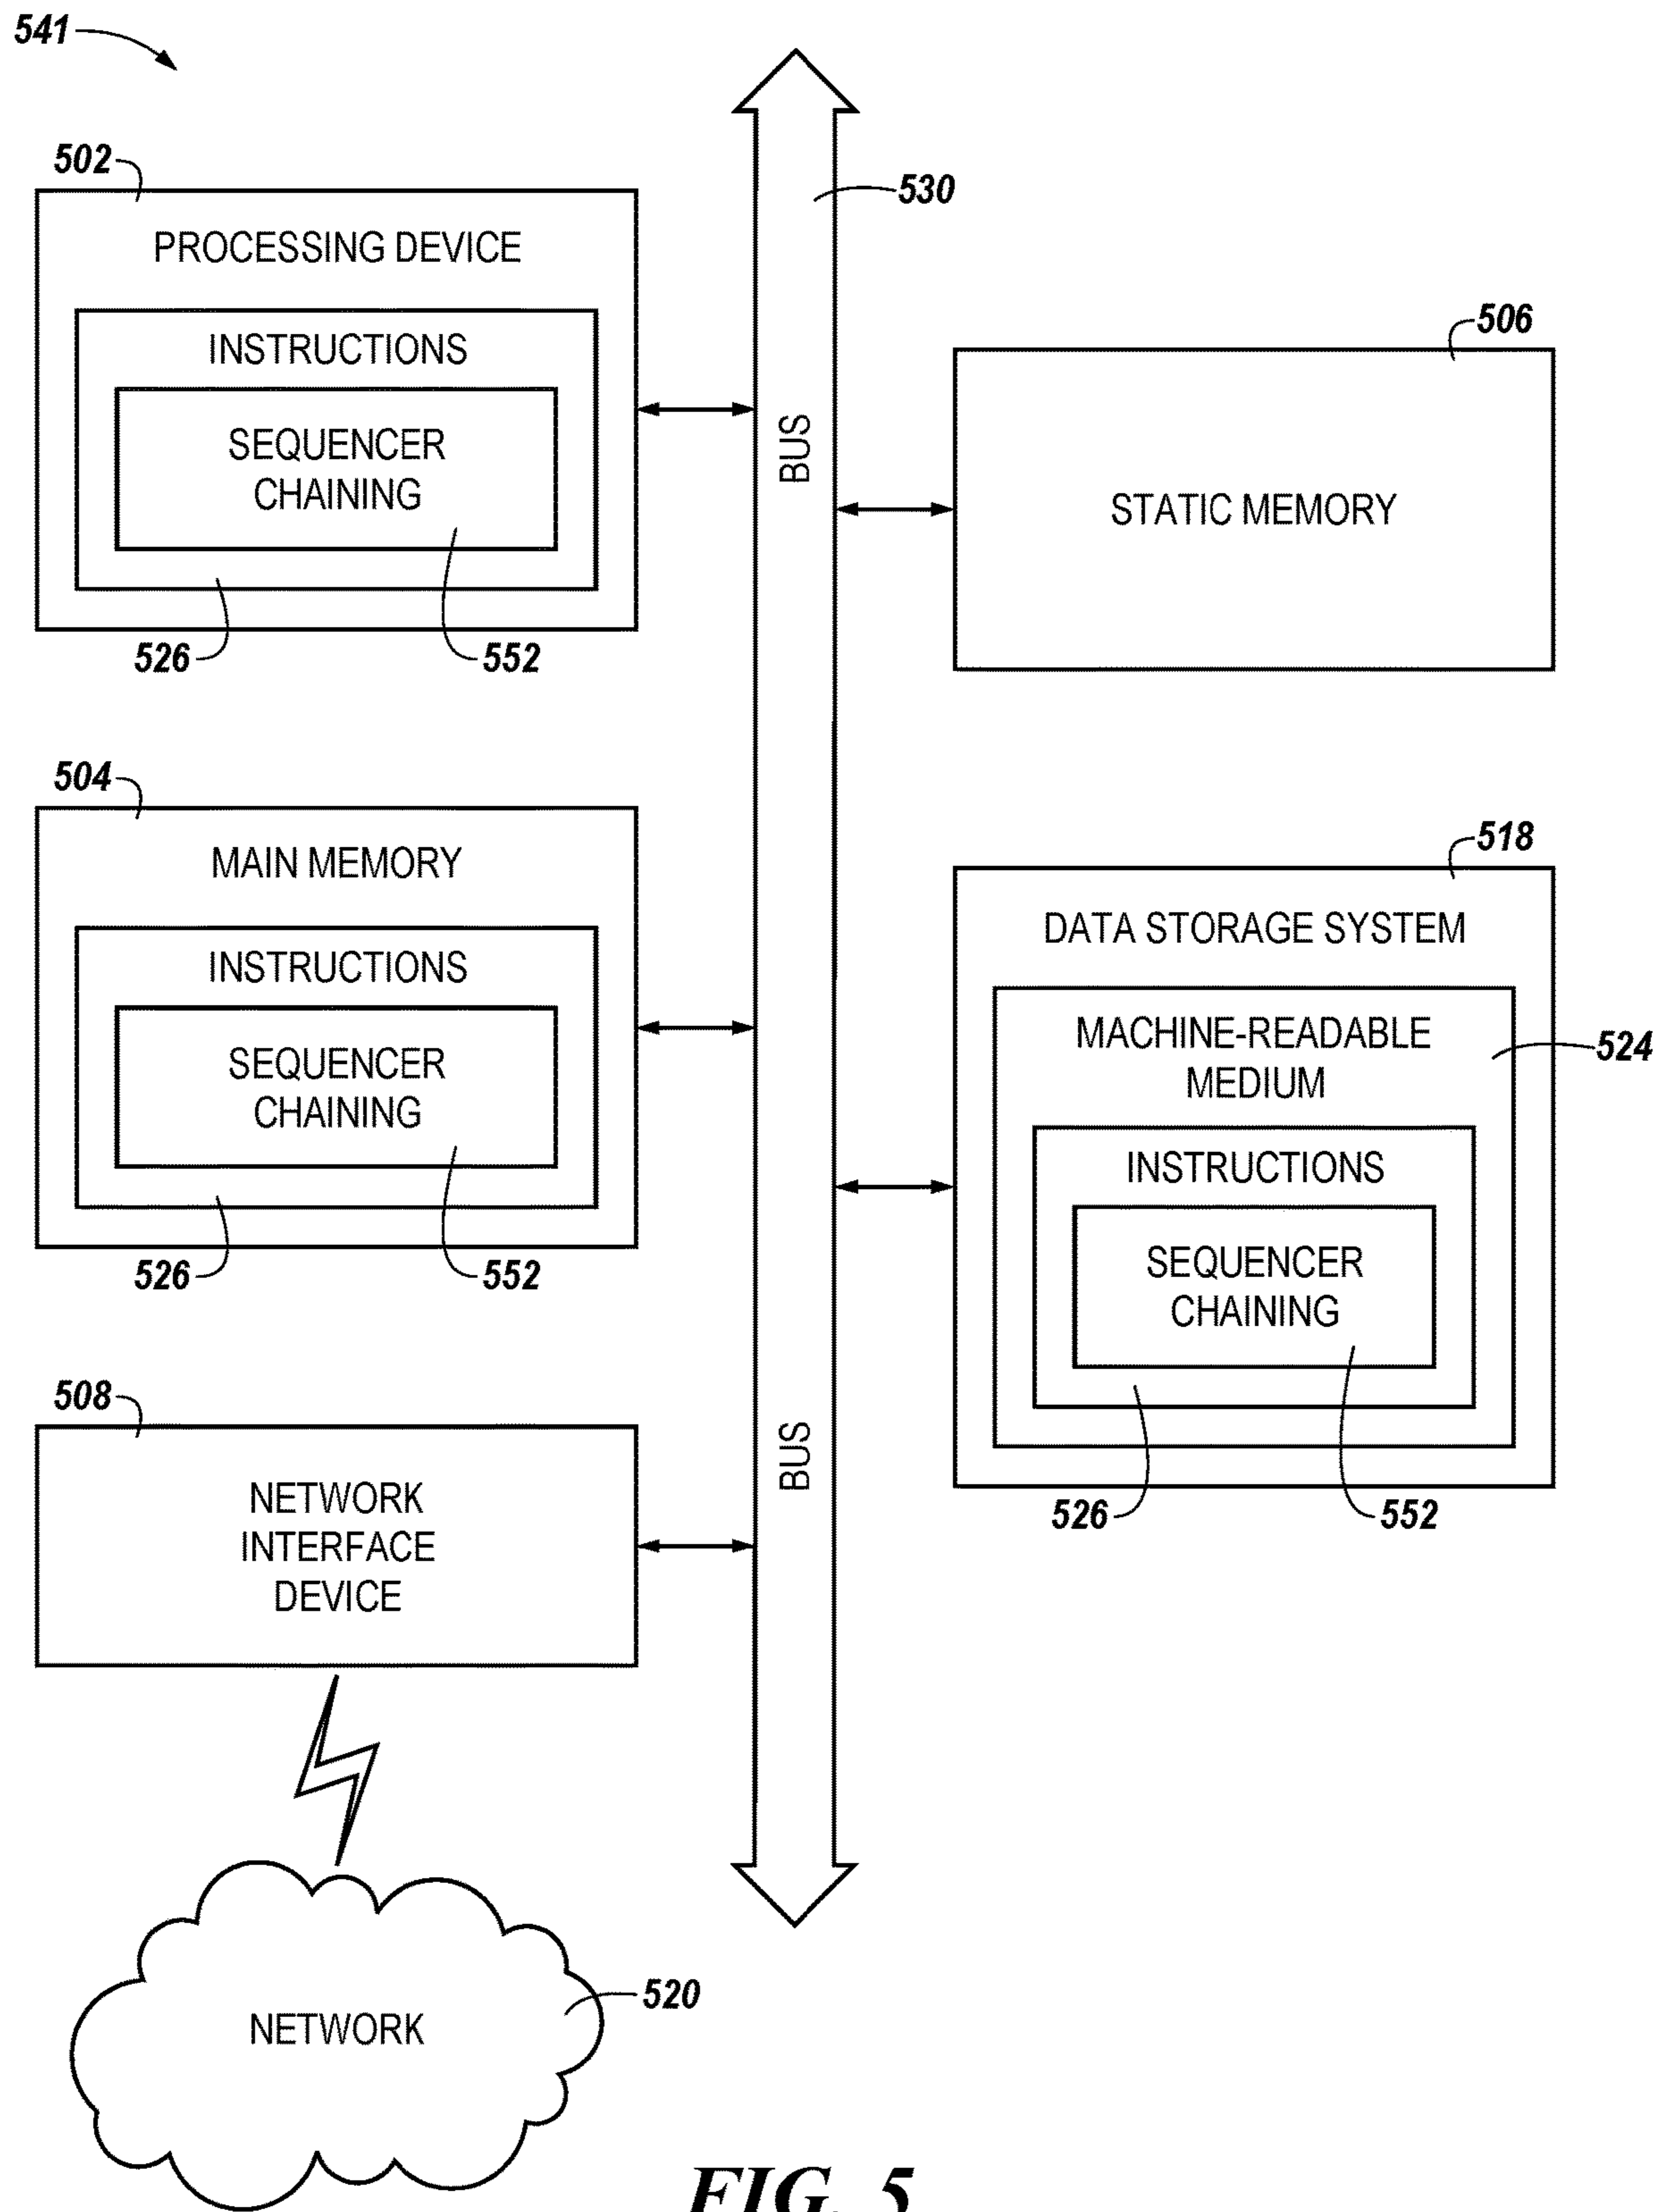 541
502
PROCESSING DEVICE
INSTRUCTIONS
SEQUENCER
CHAINING
526
552
530
BUS
506
STATIC MEMORY
504
MAIN MEMORY
INSTRUCTIONS
SEQUENCER
CHAINING
526
552
518
DATA STORAGE SYSTEM
MACHINE-READABLE
MEDIUM
524
INSTRUCTIONS
SEQUENCER
CHAINING
526
552
BUS
508
NETWORK
INTERFACE
DEVICE
520
NETWORK
FIG. 5